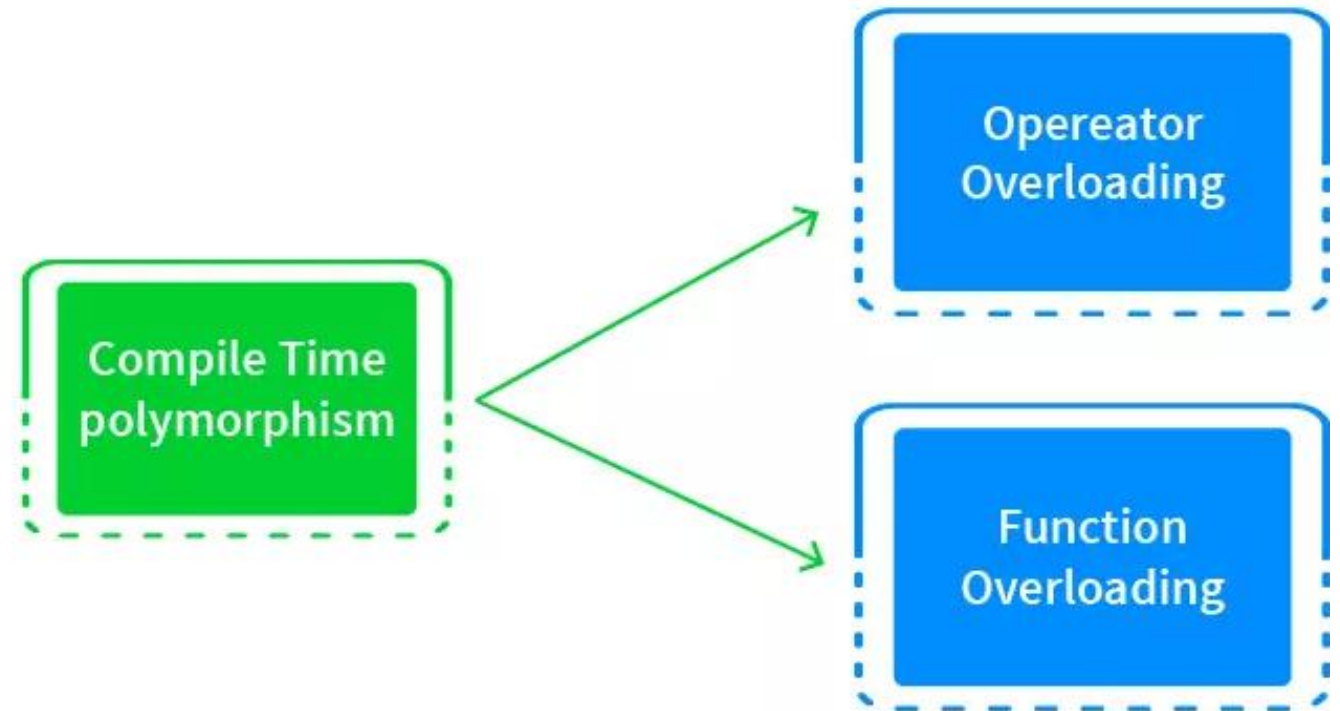 Compile Time
polymorphism
Opereator
Overloading
Function
Overloading